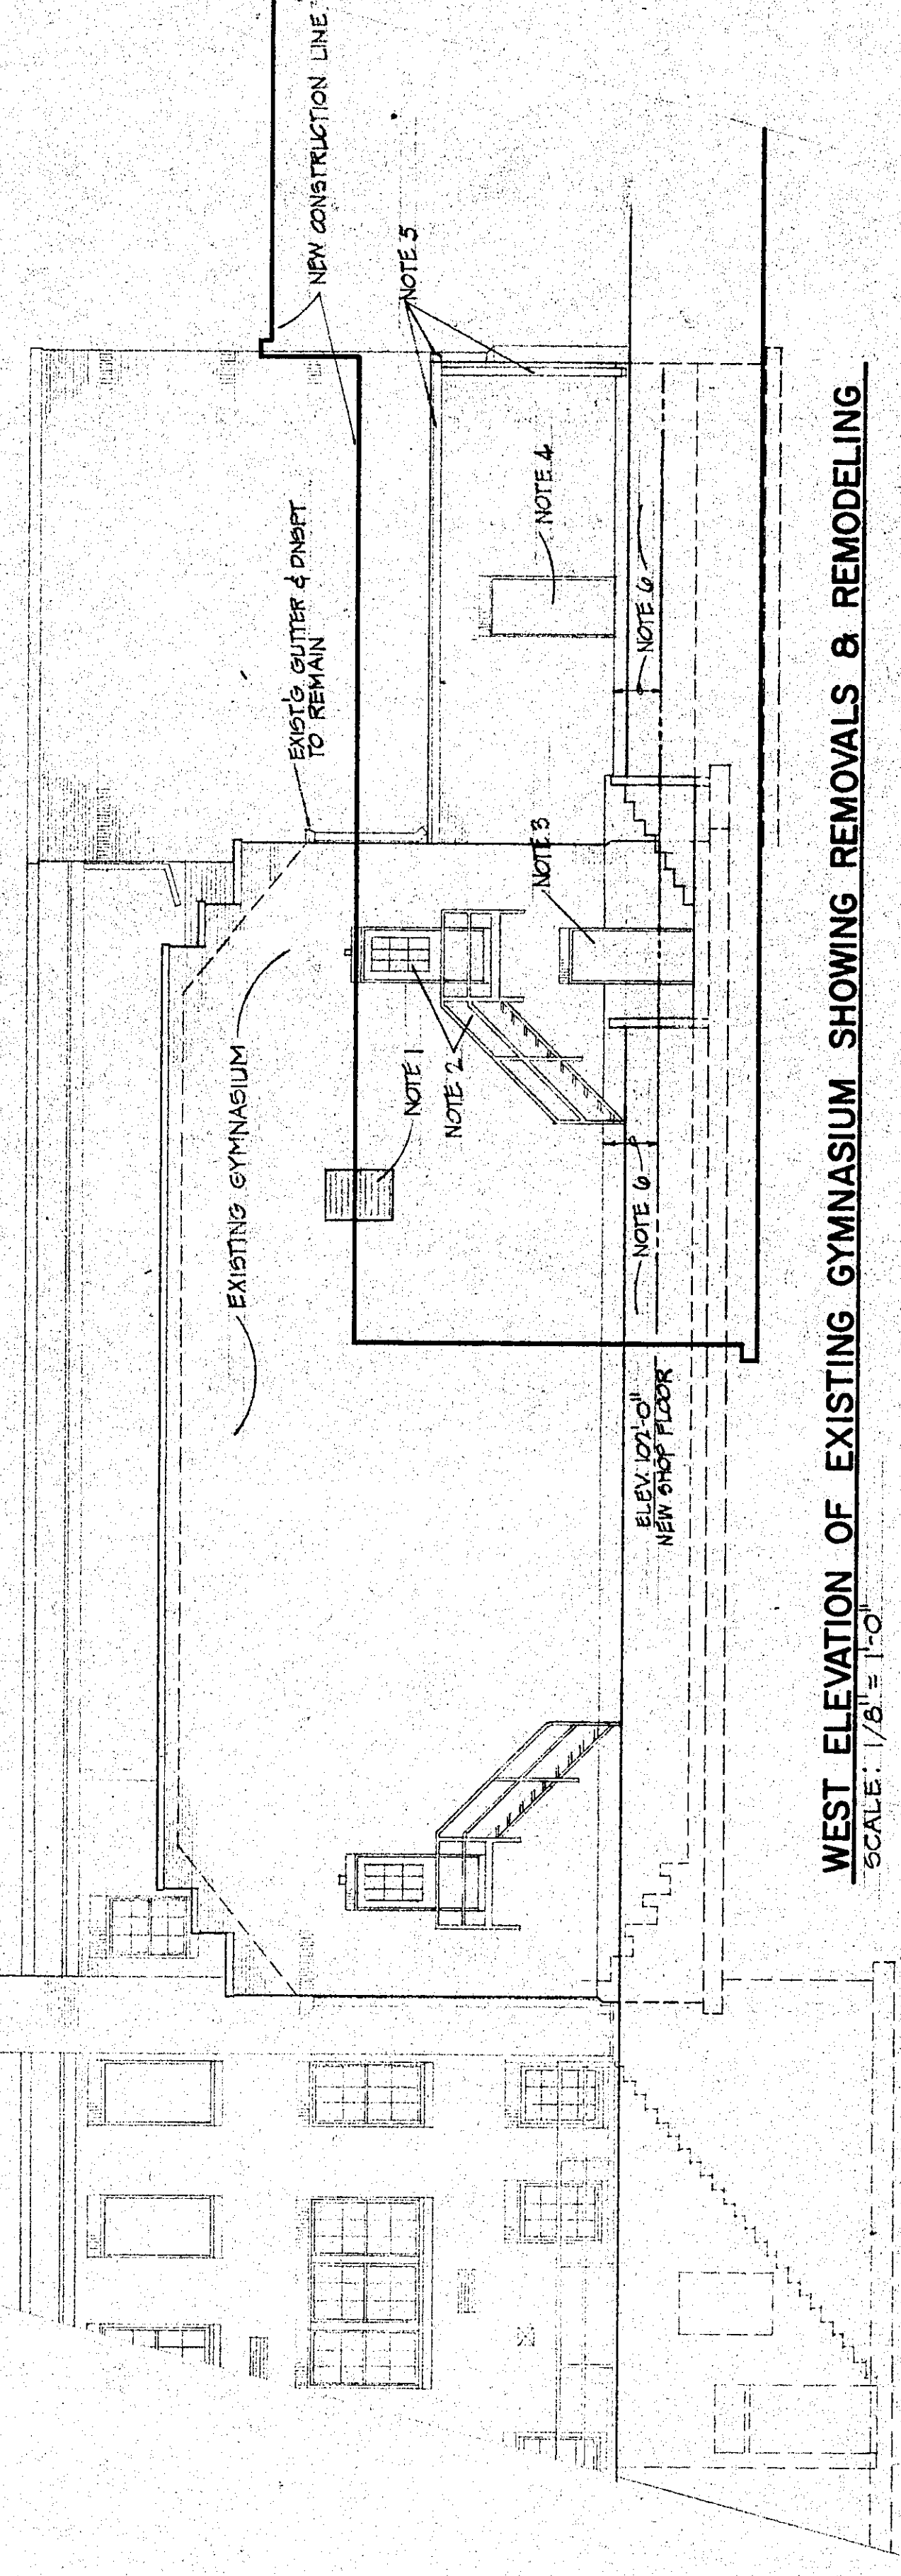 NEW CONSTRUCTION LINE
NOTE 5
EXIST'G GUTTER & DNSPT
TO REMAIN
NOTE 4
NOTE 6
NOTE 3
EXISTING GYMNASIUM
NOTE 1
NOTE 2
NOTE 6
ELEV. 102'-0"
NEW SHOP FLOOR
WEST ELEVATION OF EXISTING GYMNASIUM SHOWING REMOVALS & REMODELING
SCALE: 1/8" = 1'-0"